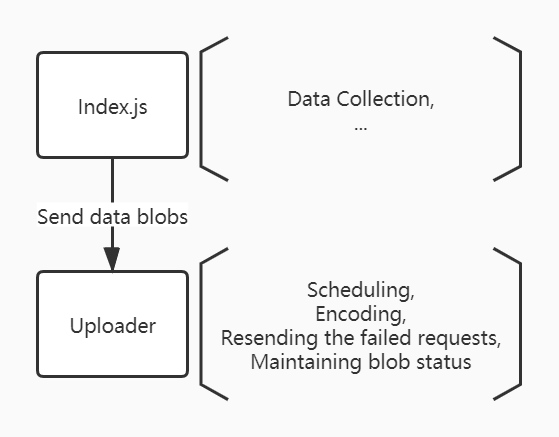 Index.js
Data Collection,
...
Send data blobs
Uploader
Scheduling,
Encoding,
Resending the failed requests,
Maintaining blob status